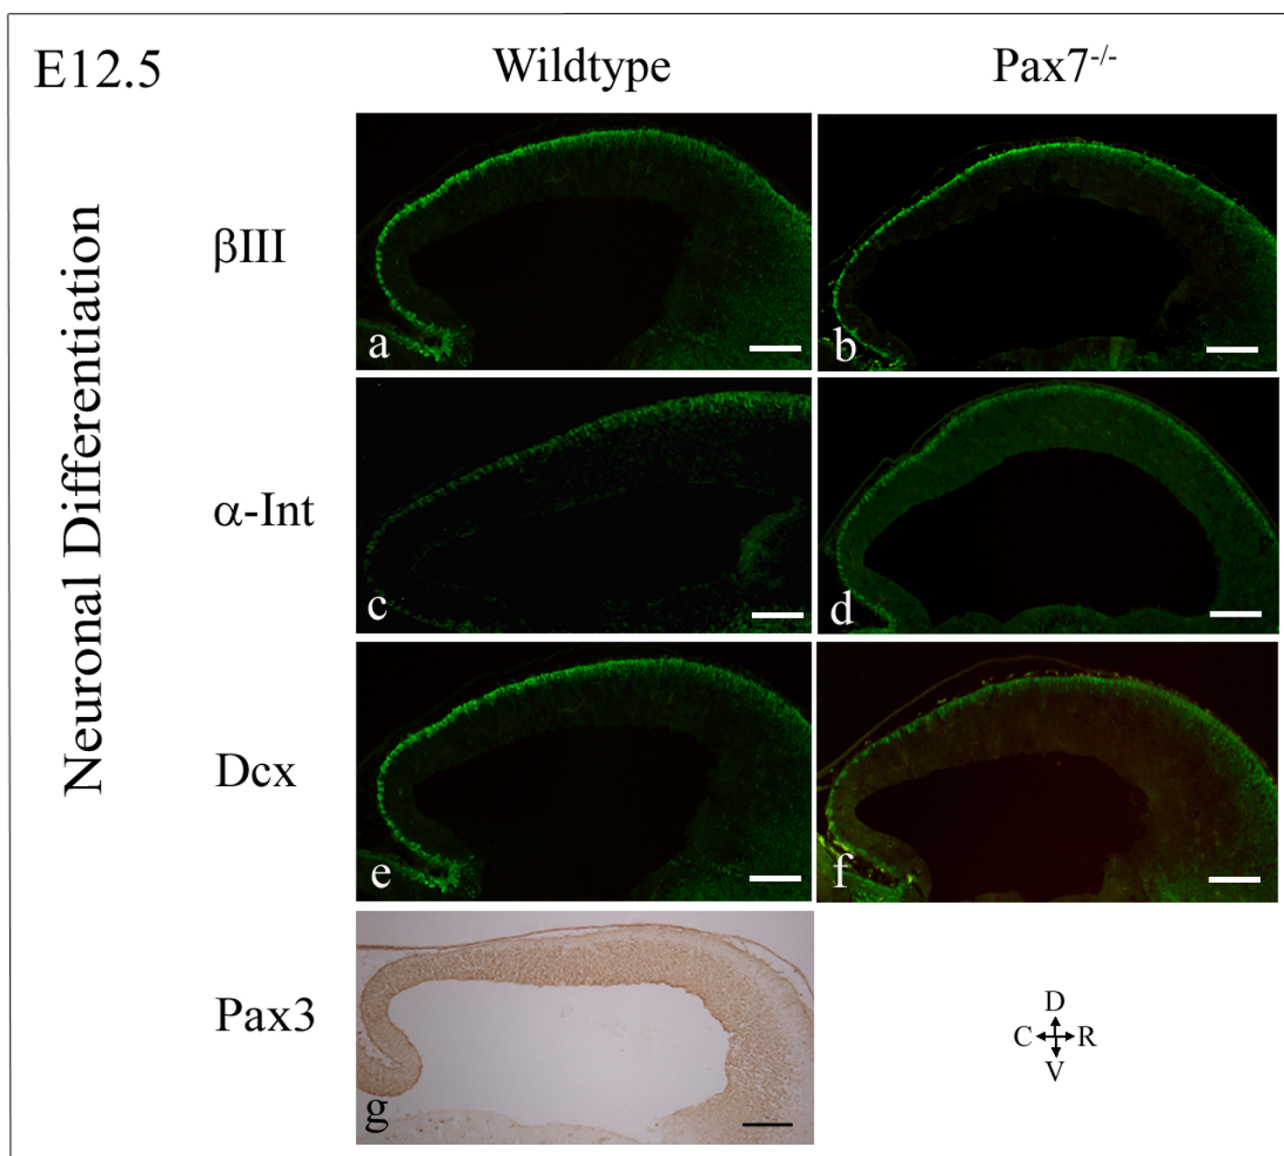 E12.5
Wildtype
Pax7-/-
Neuronal Differentiation
βIII
a
b
α-Int
c
d
Dcx
e
f
Pax3
g
D
C R
V